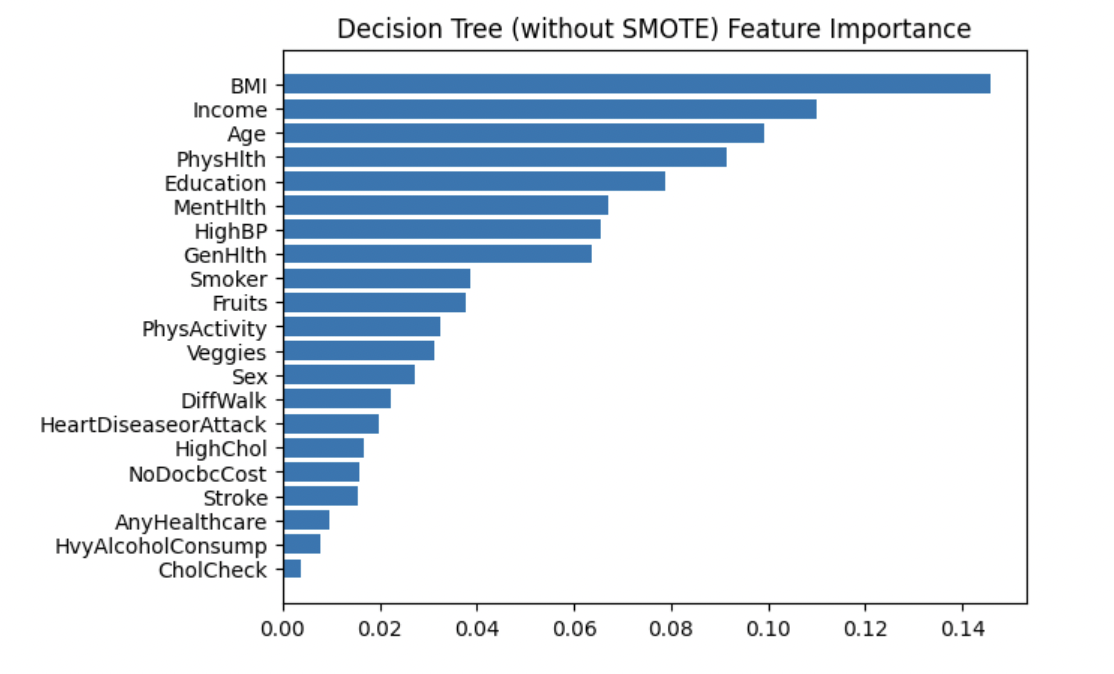 Decision Tree (without SMOTE) Feature Importance
BMI
Income
Age
PhysHlth
Education
MentHlth
HighBP
GenHlth
Smoker
Fruits
PhysActivity
Veggies
Sex
DiffWalk
HeartDiseaseorAttack
HighChol
NoDocbcCost
Stroke
AnyHealthcare
HvyAlcoholConsump
CholCheck
0.00 0.02 0.04 0.06 0.08 0.10 0.12 0.14